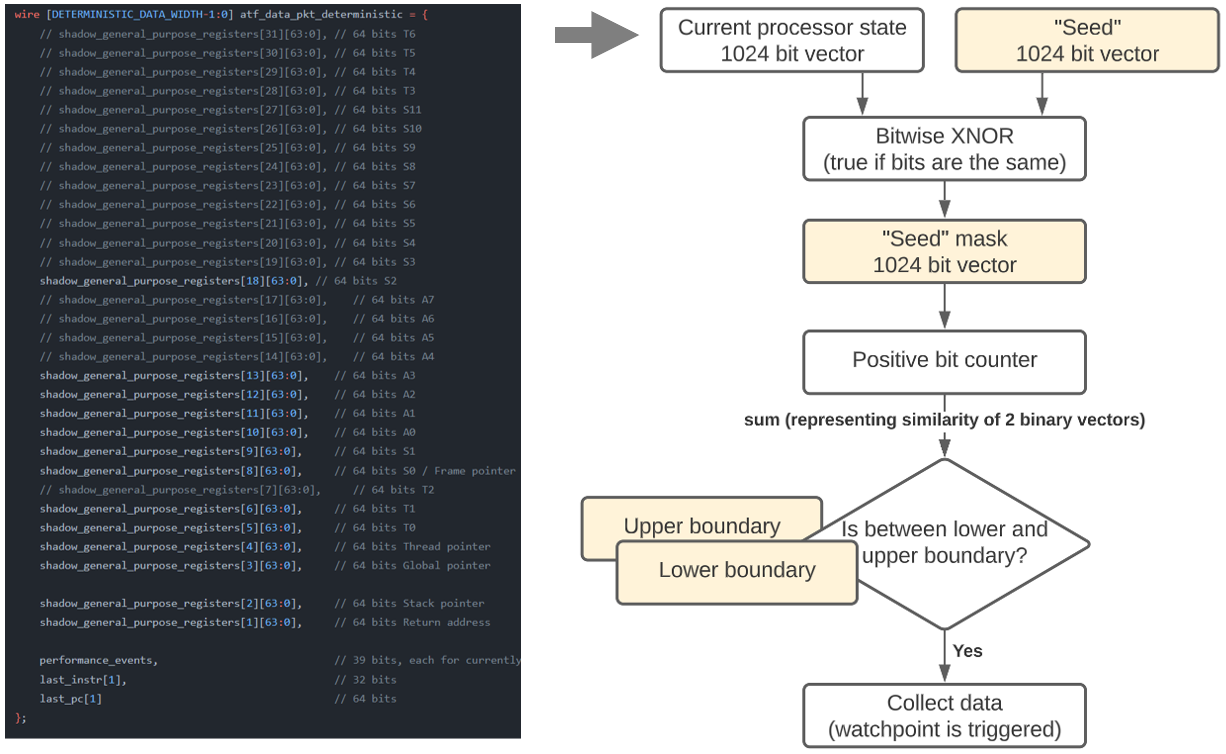 wire [DETERMINISTIC_DATA_WIDTH-1:0] atf_data_pkt_deterministic = {
// shadow_general_purpose_registers[31][63:0], // 64 bits T6
// shadow_general_purpose_registers[30][63:0], // 64 bits T5
// shadow_general_purpose_registers[29][63:0], // 64 bits T4
// shadow_general_purpose_registers[28][63:0], // 64 bits T3
// shadow_general_purpose_registers[27][63:0], // 64 bits S11
// shadow_general_purpose_registers[26][63:0], // 64 bits S10
// shadow_general_purpose_registers[25][63:0], // 64 bits S9
// shadow_general_purpose_registers[24][63:0], // 64 bits S8
// shadow_general_purpose_registers[23][63:0], // 64 bits S7
// shadow_general_purpose_registers[22][63:0], // 64 bits S6
// shadow_general_purpose_registers[21][63:0], // 64 bits S5
// shadow_general_purpose_registers[20][63:0], // 64 bits S4
// shadow_general_purpose_registers[19][63:0], // 64 bits S3
shadow_general_purpose_registers[18][63:0], // 64 bits S2
// shadow_general_purpose_registers[17][63:0], // 64 bits A7
// shadow_general_purpose_registers[16][63:0], // 64 bits A6
// shadow_general_purpose_registers[15][63:0], // 64 bits A5
// shadow_general_purpose_registers[14][63:0], // 64 bits A4
shadow_general_purpose_registers[13][63:0], // 64 bits A3
shadow_general_purpose_registers[12][63:0], // 64 bits A2
shadow_general_purpose_registers[11][63:0], // 64 bits A1
shadow_general_purpose_registers[10][63:0], // 64 bits A0
shadow_general_purpose_registers[9][63:0], // 64 bits S1
shadow_general_purpose_registers[8][63:0], // 64 bits S0 / Frame pointer
// shadow_general_purpose_registers[7][63:0], // 64 bits T2
shadow_general_purpose_registers[6][63:0], // 64 bits T1
shadow_general_purpose_registers[5][63:0], // 64 bits T0
shadow_general_purpose_registers[4][63:0], // 64 bits Thread pointer
shadow_general_purpose_registers[3][63:0], // 64 bits Global pointer
shadow_general_purpose_registers[2][63:0], // 64 bits Stack pointer
shadow_general_purpose_registers[1][63:0], // 64 bits Return address
performance_events, // 39 bits, each for currently
last_instr[1], // 32 bits
last_pc[1] // 64 bits
};
Current processor state
1024 bit vector
"Seed"
1024 bit vector
Bitwise XNOR
(true if bits are the same)
"Seed" mask
1024 bit vector
Positive bit counter
sum (representing similarity of 2 binary vectors)
Upper boundary
Lower boundary
Is between lower and
upper boundary?
Yes
Collect data
(watchpoint is triggered)